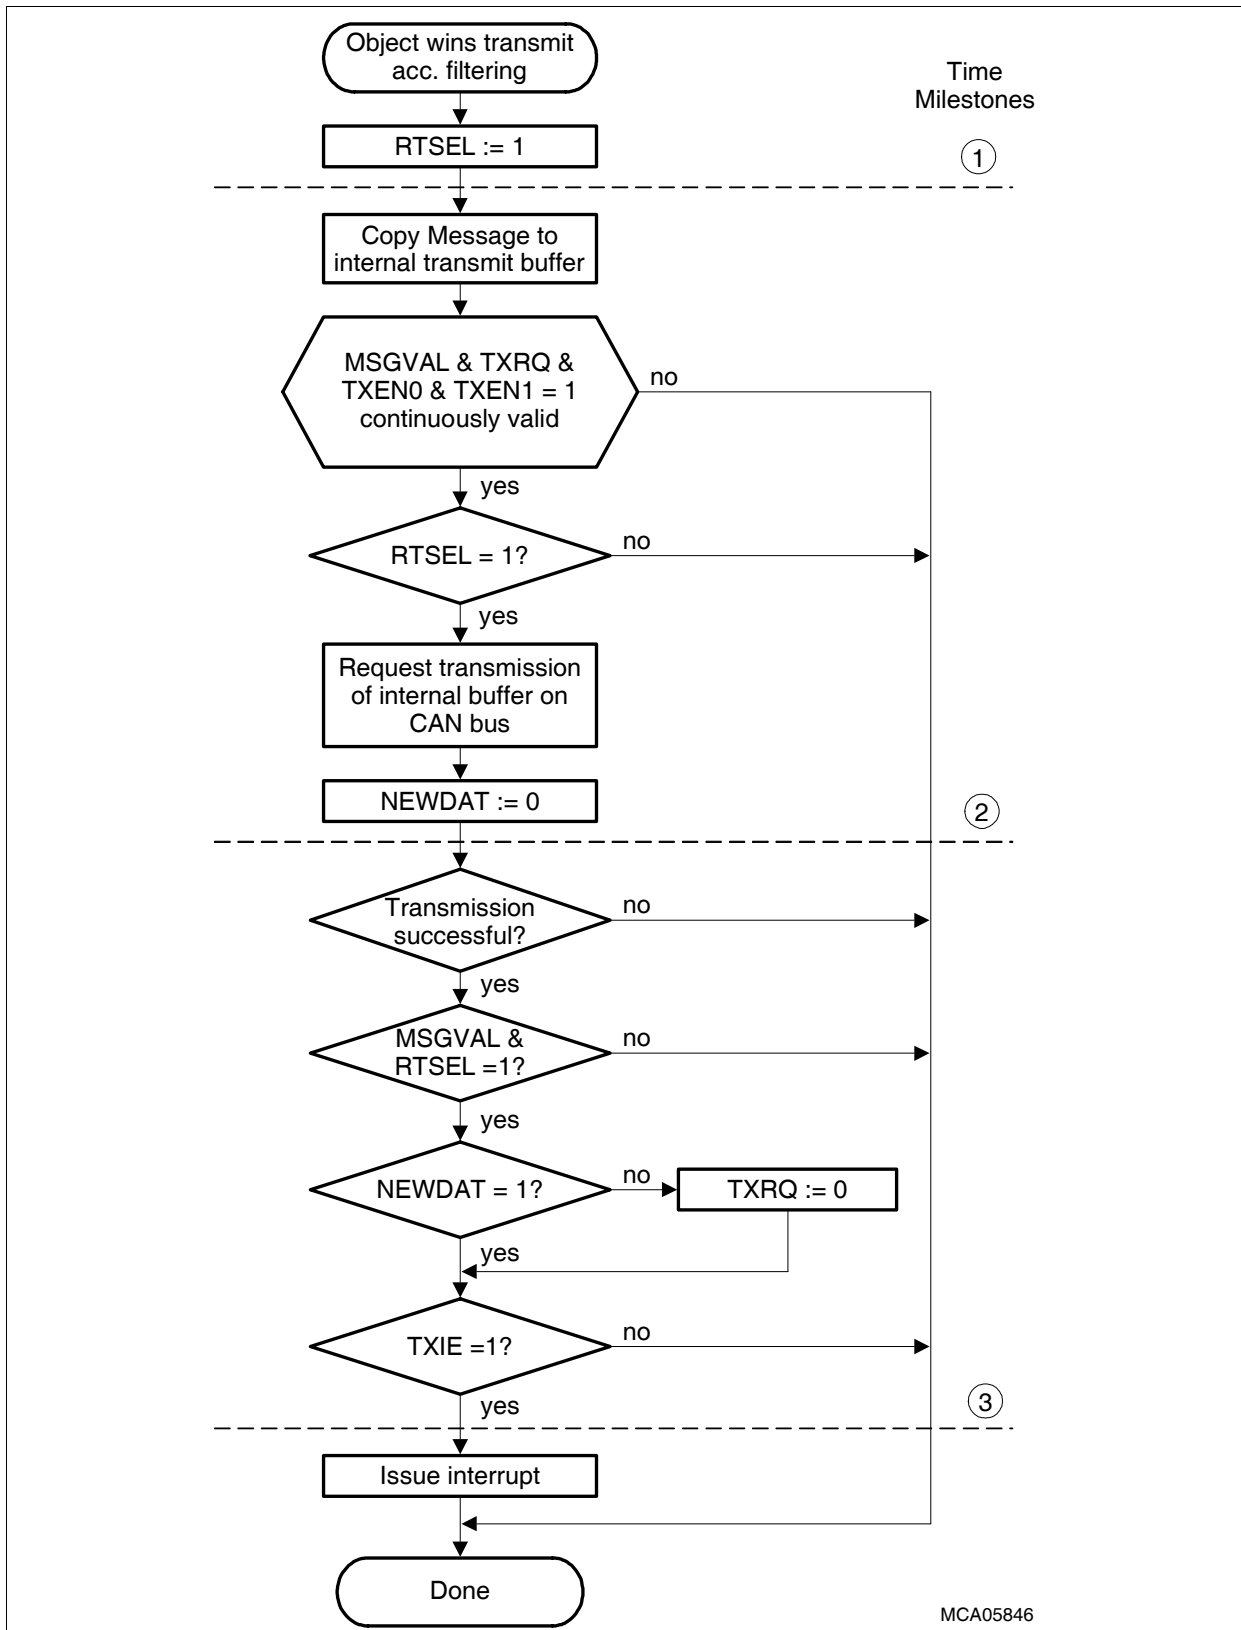 Object wins transmit
acc. filtering
Time
Milestones
RTSEL := 1
1
Copy Message to
internal transmit buffer
MSGVAL & TXRQ &
TXEN0 & TXEN1 = 1
continuously valid
no
yes
RTSEL = 1?
no
yes
Request transmission
of internal buffer on
CAN bus
NEWDAT := 0
2
Transmission
successful?
no
yes
MSGVAL &
RTSEL =1?
no
yes
NEWDAT = 1?
no
TXRQ := 0
yes
TXIE =1?
no
yes
3
Issue interrupt
Done
MCA05846